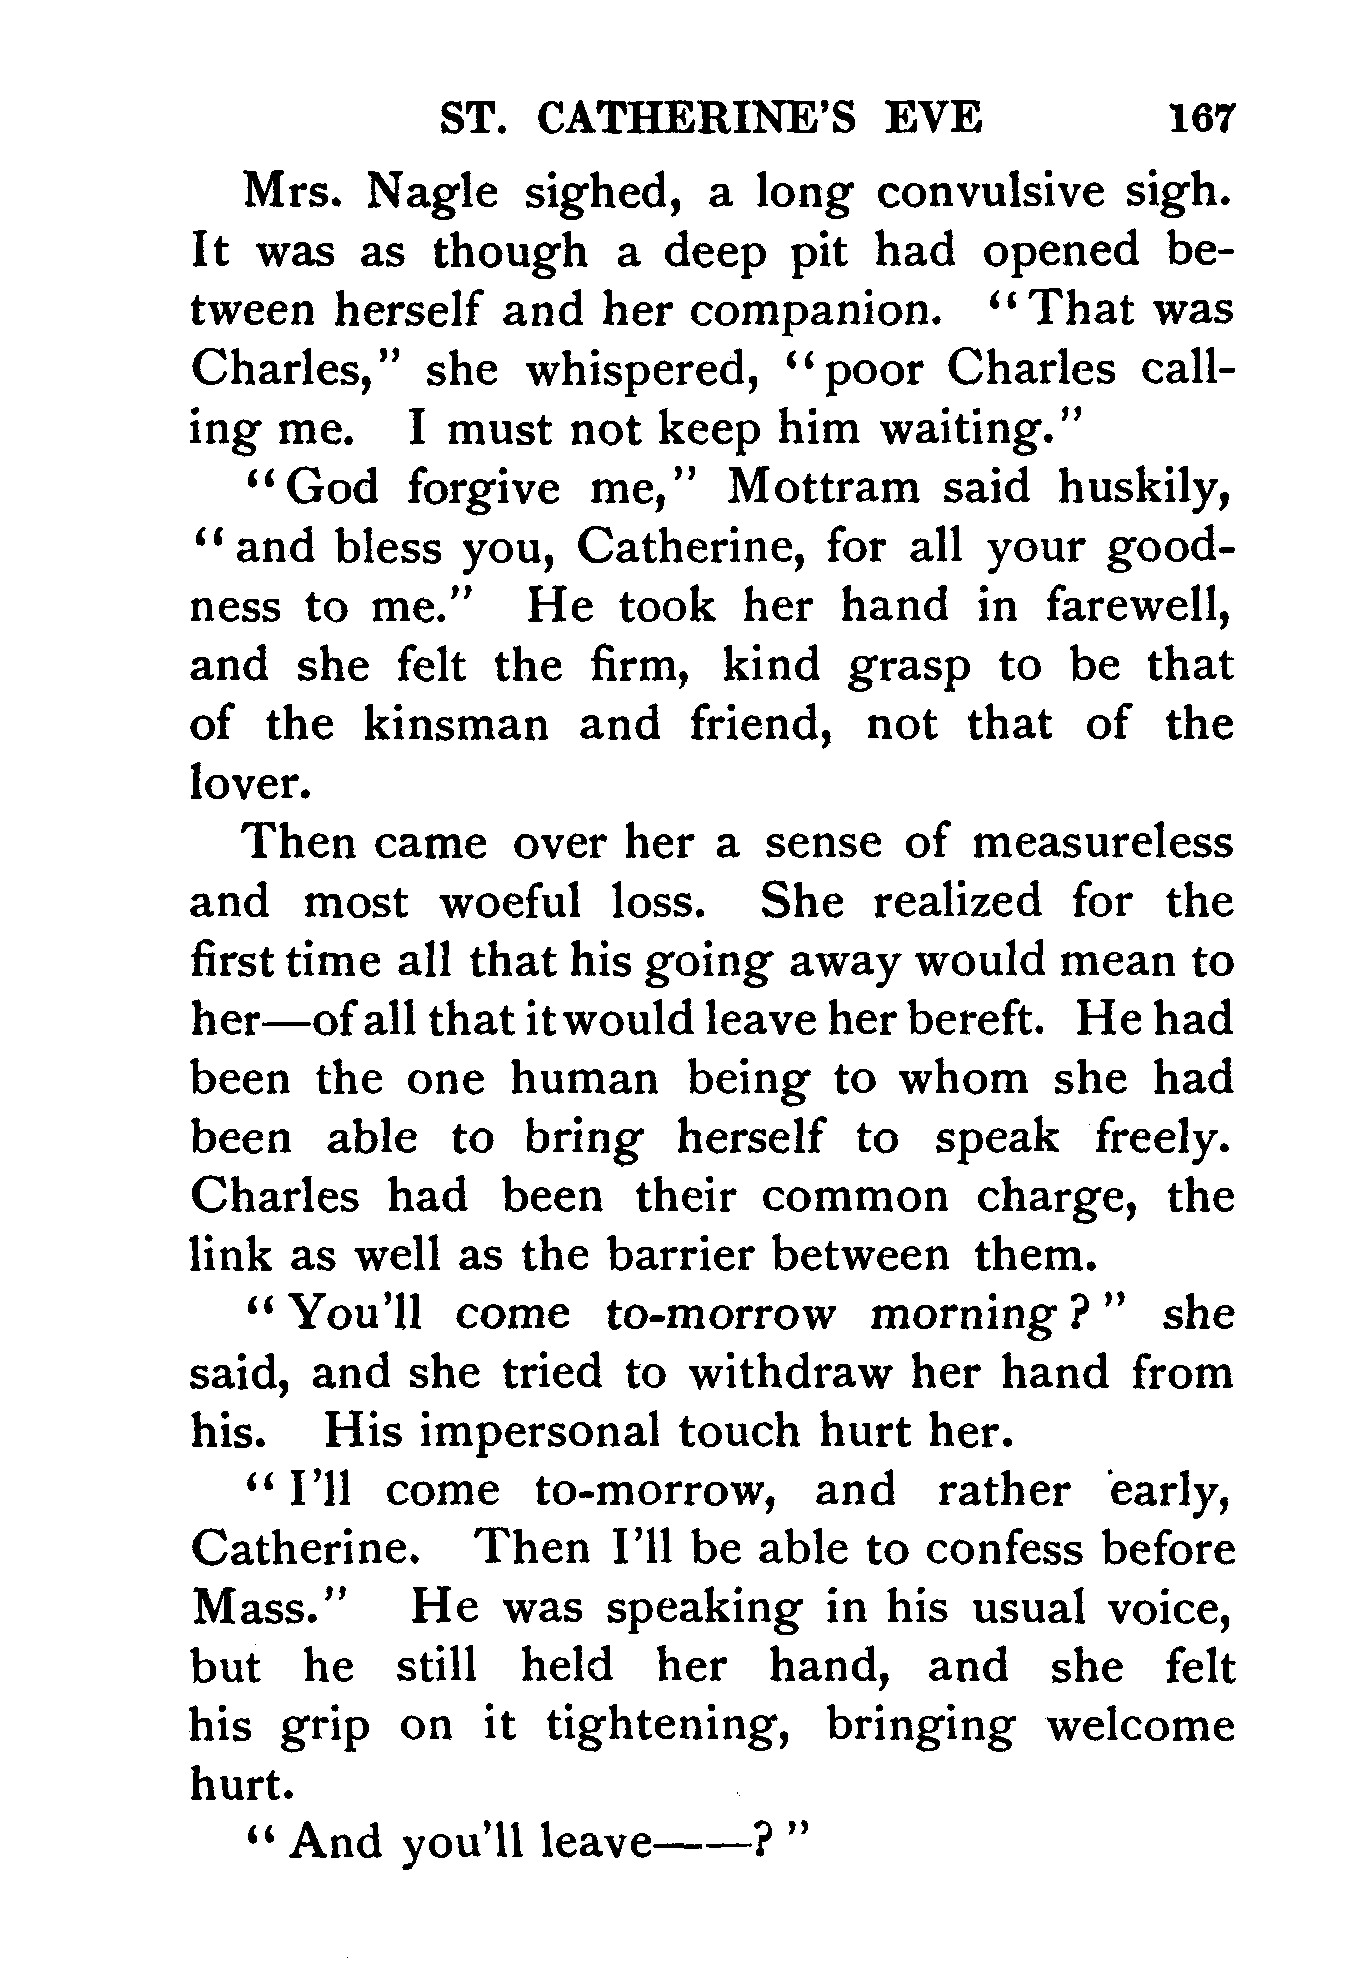 ST. CATHERINE'S EVE 167
Mrs. Nagle sighed, a long convulsive sigh.
It was as though a deep pit had opened be-
tween herself and her companion. "That was
Charles," she whispered, "poor Charles call-
ing me. I must not keep him waiting."
"God forgive me," Mottram said huskily,
"and bless you, Catherine, for all your good-
ness to me." He took her hand in farewell,
and she felt the firm, kind grasp to be that
of the kinsman and friend, not that of the
lover.
Then came over her a sense of measureless
and most woeful loss. She realized for the
first time all that his going away would mean to
her—of all that it would leave her bereft. He had
been the one human being to whom she had
been able to bring herself to speak freely.
Charles had been their common charge, the
link as well as the barrier between them.
"You'll come to-morrow morning?" she
said, and she tried to withdraw her hand from
his. His impersonal touch hurt her.
"I'll come to-morrow, and rather early,
Catherine. Then I'll be able to confess before
Mass." He was speaking in his usual voice,
but he still held her hand, and she felt
his grip on it tightening, bringing welcome
hurt.
"And you'll leave——?"